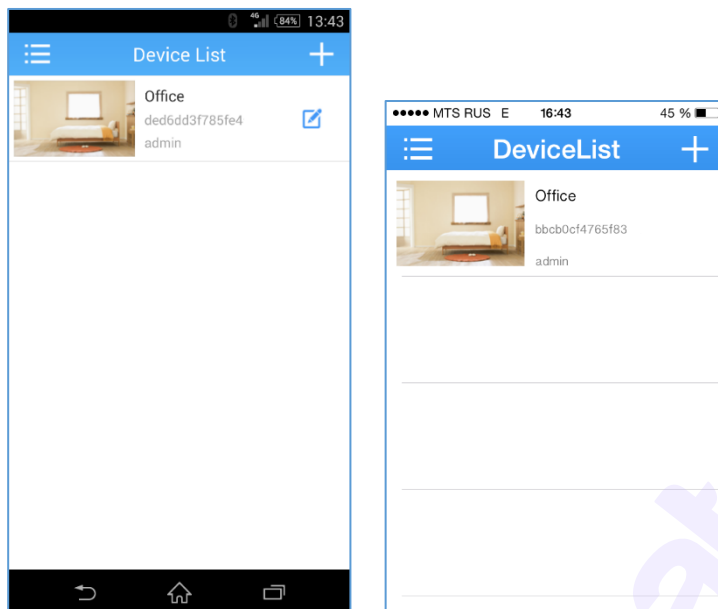 4G 84% 13:43
Device List
Office
ded6dd3f785fe4
admin
●●●●● MTS RUS E 16:43 45 %
DeviceList
Office
bbcb0cf4765f83
admin